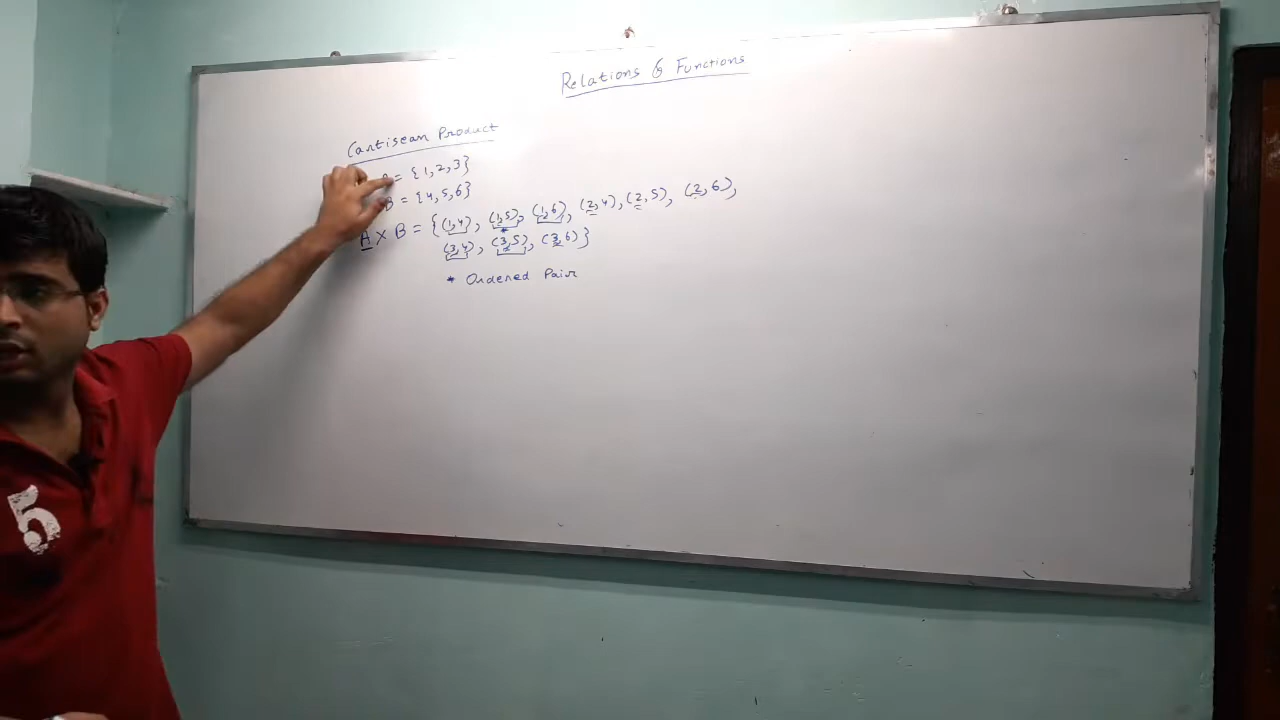 Relations & Functions
Cartisean Product
= {1,2,3}
B = {4,5,6}
A × B = {(1,4), (1,5), (1,6), (2,4), (2,5), (2,6),
(3,4), (3,5), (3,6)}
* Ordered Pair
5